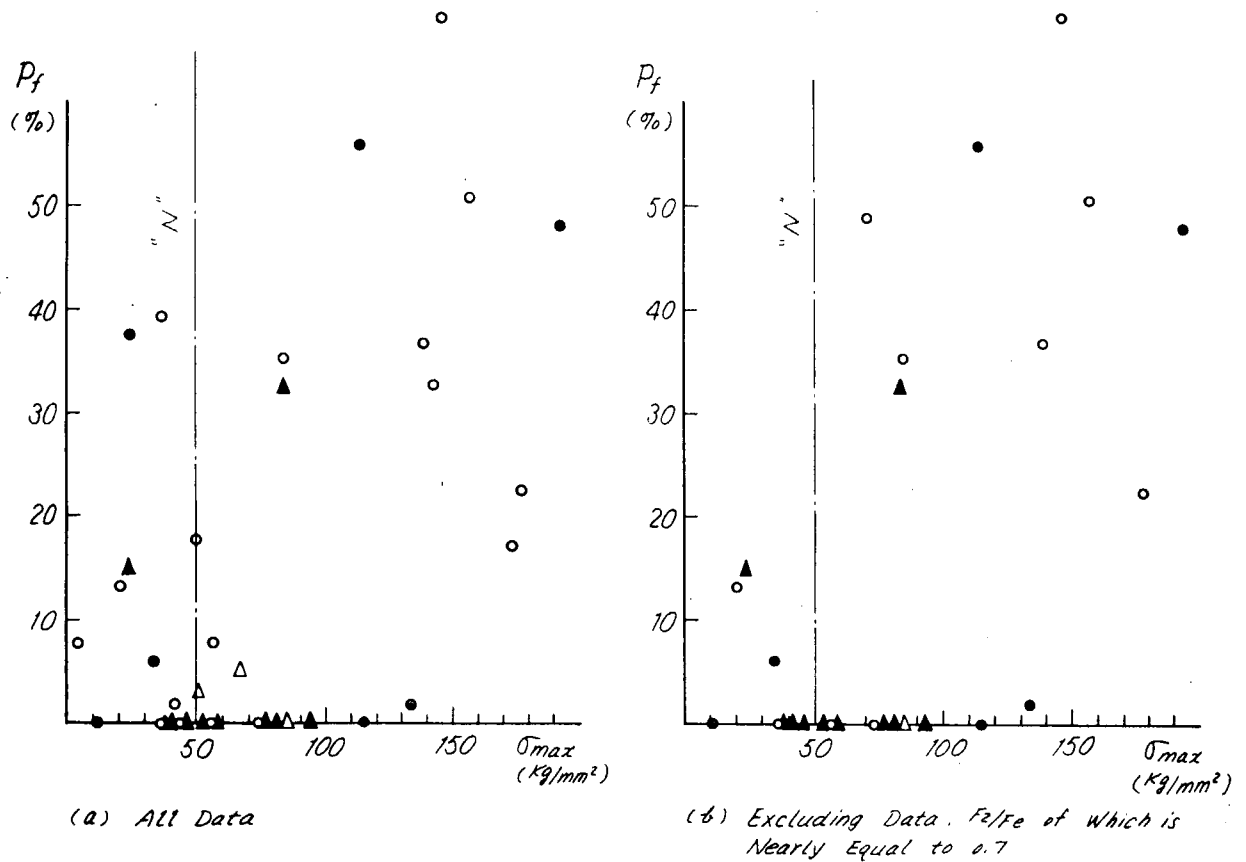 Pf
(%)
50
40
30
20
10
"N"
50
100
150
σmax
(Kg/mm²)
(a) All Data
Pf
(%)
50
40
30
20
10
"N"
50
100
150
σmax
(Kg/mm²)
(b) Excluding Data. F2/Fe of Which is
Nearly Equal to 0.7